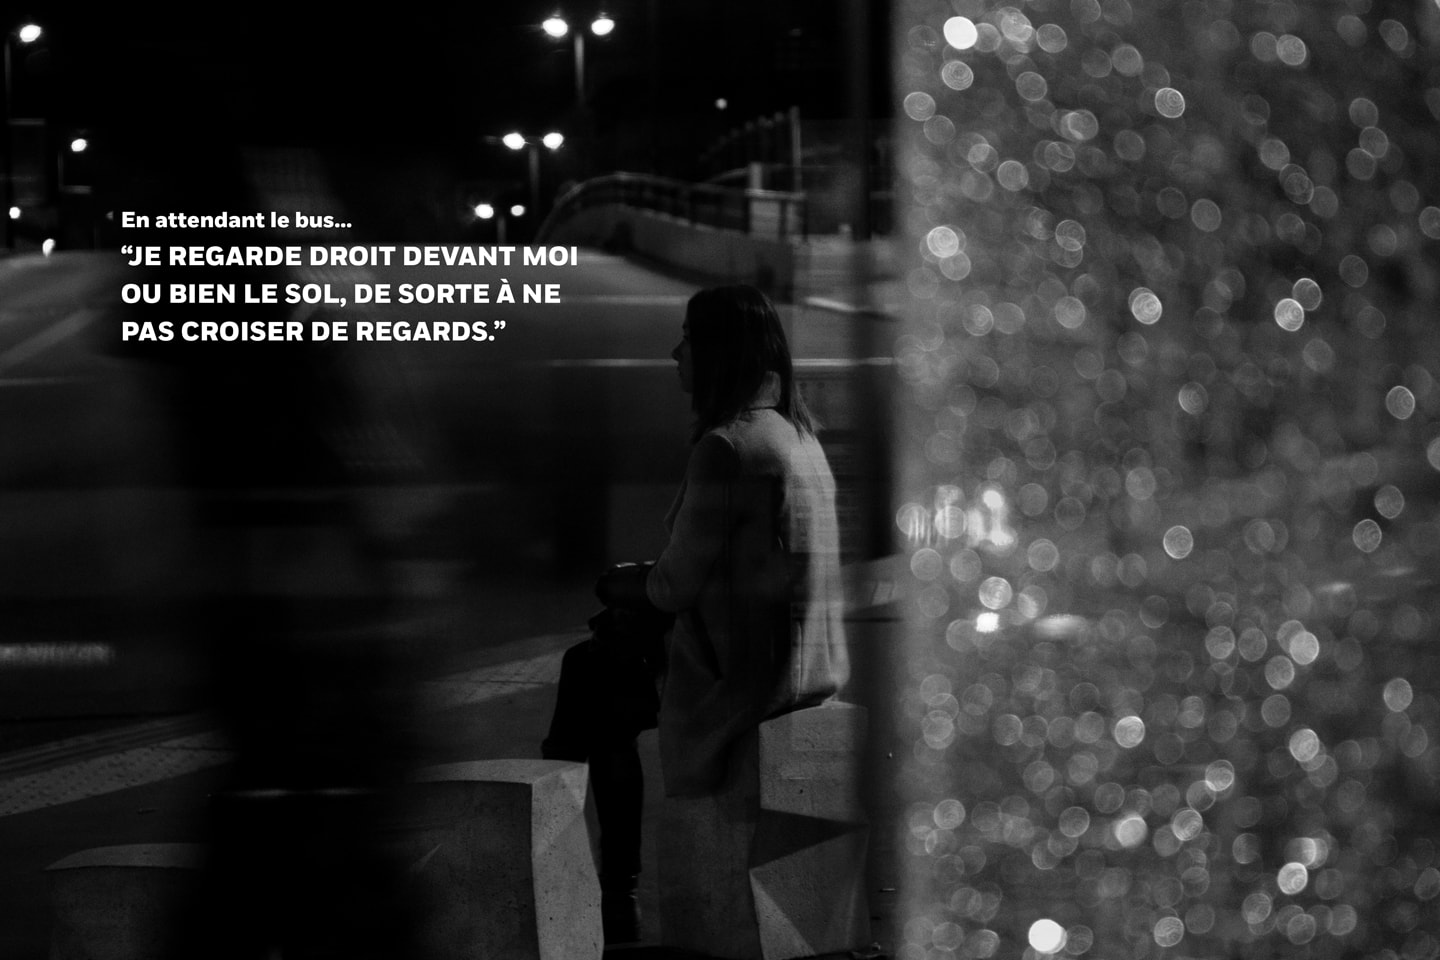 En attendant le bus...
“JE REGARDE DROIT DEVANT MOI
OU BIEN LE SOL, DE SORTE À NE
PAS CROISER DE REGARDS.”